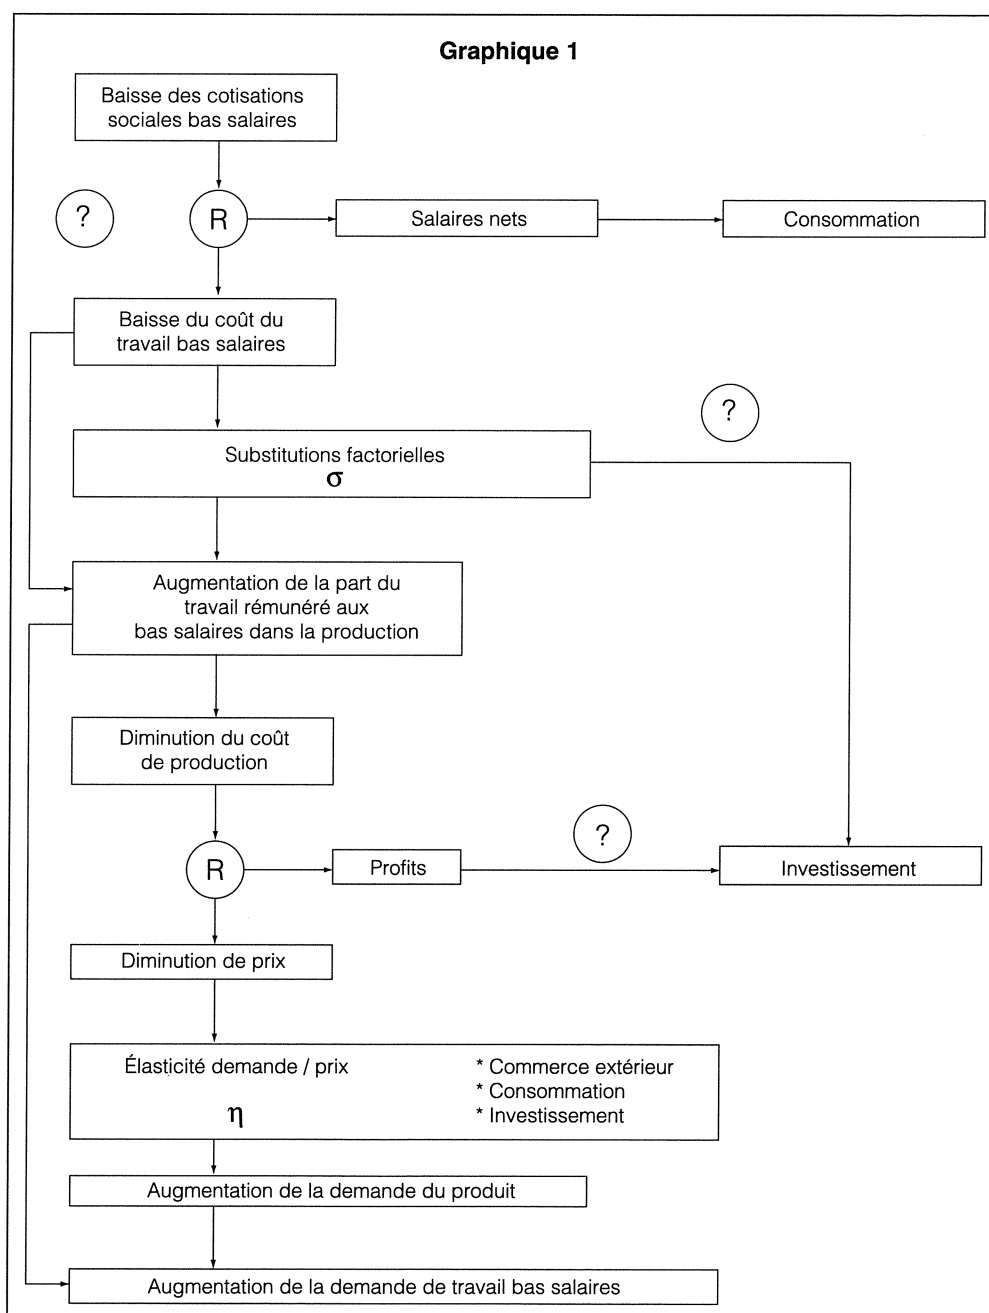 Graphique 1
Baisse des cotisations
sociales bas salaires
?
R
Salaires nets
Consommation
Baisse du coût du
travail bas salaires
?
Substitutions factorielles
σ
Augmentation de la part du
travail rémunéré aux
bas salaires dans la production
Diminution du coût
de production
?
R
Profits
Investissement
Diminution de prix
Élasticité demande / prix
η
* Commerce extérieur
* Consommation
* Investissement
Augmentation de la demande du produit
Augmentation de la demande de travail bas salaires